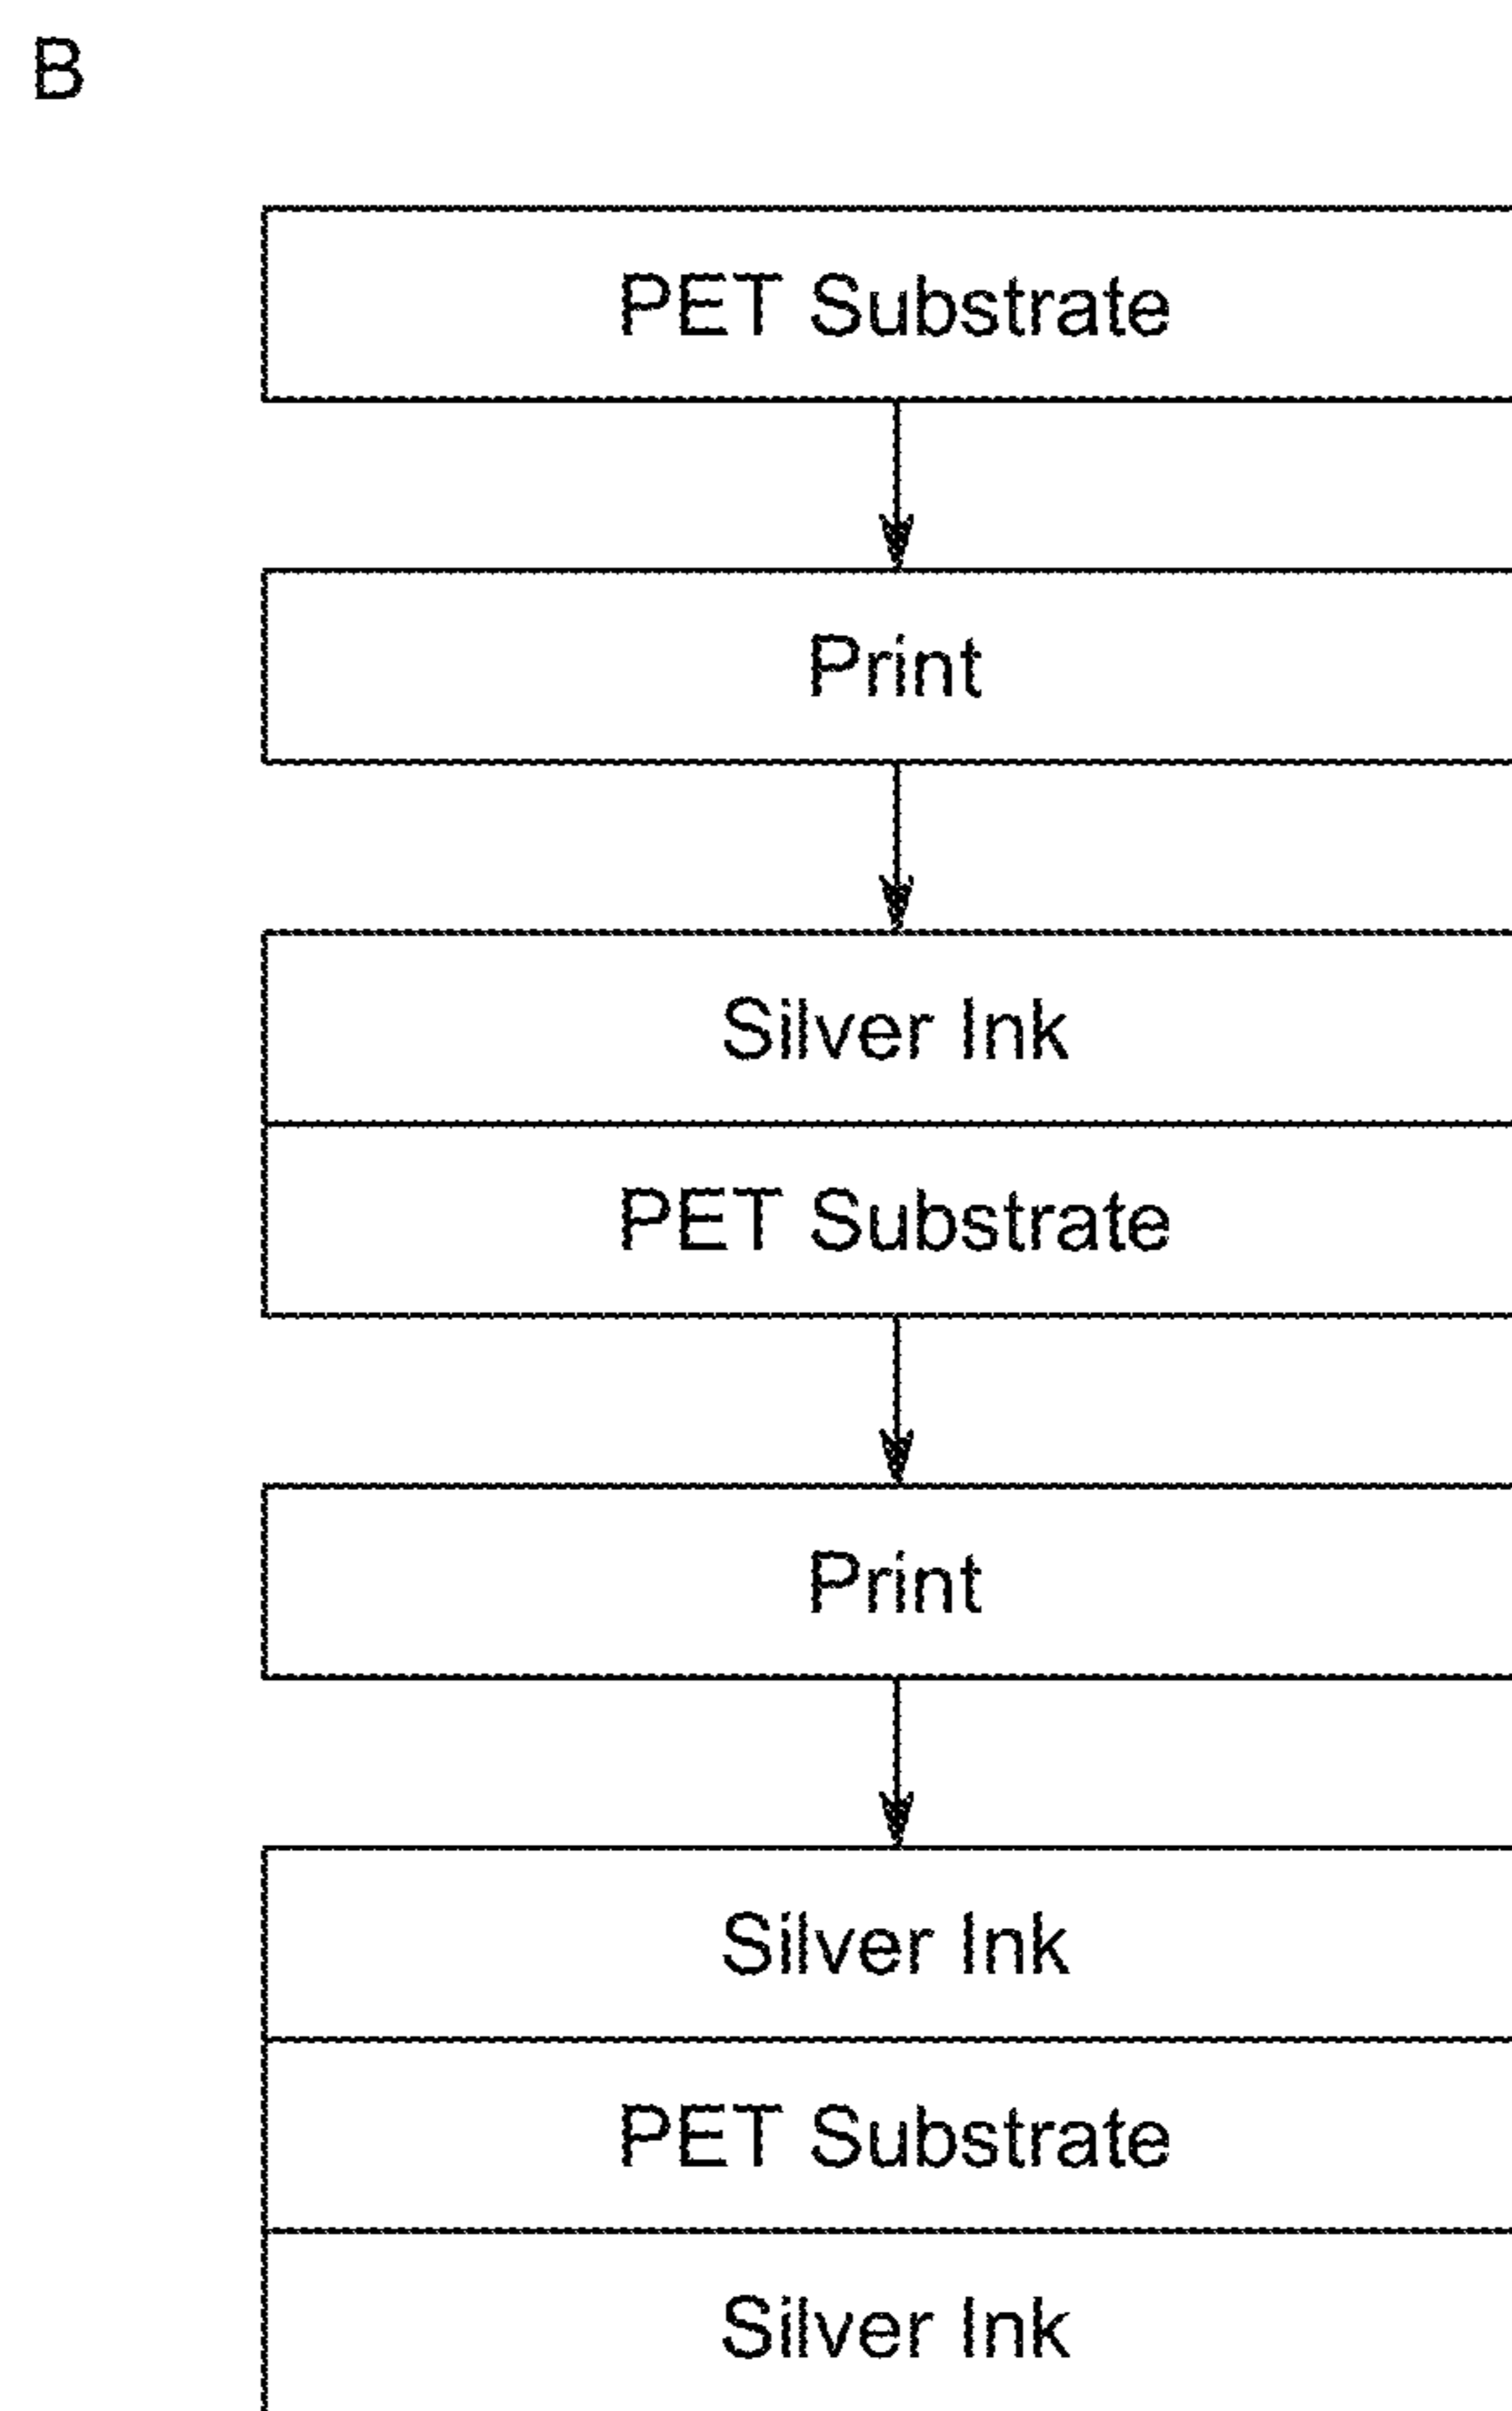 B
PET Substrate
Print
Silver Ink
PET Substrate
Print
Silver Ink
PET Substrate
Silver Ink